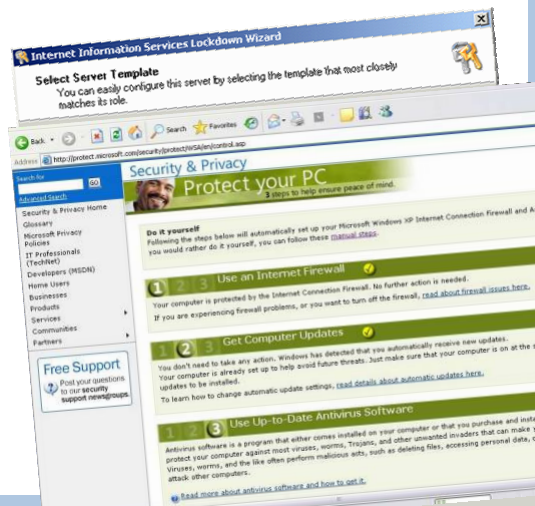 Internet Information Services Lockdown Wizard
Select Server Template
You can easily configure this server by selecting the template that most closely
matches its role.
Back
Search
Favorites
Address
http://protect.microsoft.com/security/protect/WSA/en/control.asp
Search for
GO
Advanced Search
Security & Privacy Home
Glossary
Microsoft Privacy
Policies
IT Professionals
(TechNet)
Developers (MSDN)
Home Users
Businesses
Products
Services
Communities
Partners
Free Support
Post your questions
to our security
support newsgroups.
Security & Privacy
Protect your PC
3 steps to help ensure peace of mind.
Do it yourself
Following the steps below will automatically set up your Microsoft Windows XP Internet Connection Firewall and A
you would rather do it yourself, you can follow these manual steps.
1 2 3 Use an Internet Firewall
Your computer is protected by the Internet Connection Firewall. No further action is needed.
If you are experiencing firewall problems, or you want to turn off the firewall, read about firewall issues here.
1 2 3 Get Computer Updates
You don't need to take any action. Windows has detected that you automatically receive new updates.
Your computer is already set up to help avoid future threats. Just make sure that your computer is on at the s
updates to be installed.
To learn how to change automatic update settings, read details about automatic updates here.
1 2 3 Use Up-to-Date Antivirus Software
Antivirus software is a program that either comes installed on your computer or that you purchase and insta
protect your computer against most viruses, worms, Trojans, and other unwanted invaders that can make y
Viruses, worms, and the like often perform malicious acts, such as deleting files, accessing personal data, o
attack other computers.
Read more about antivirus software and how to get it.